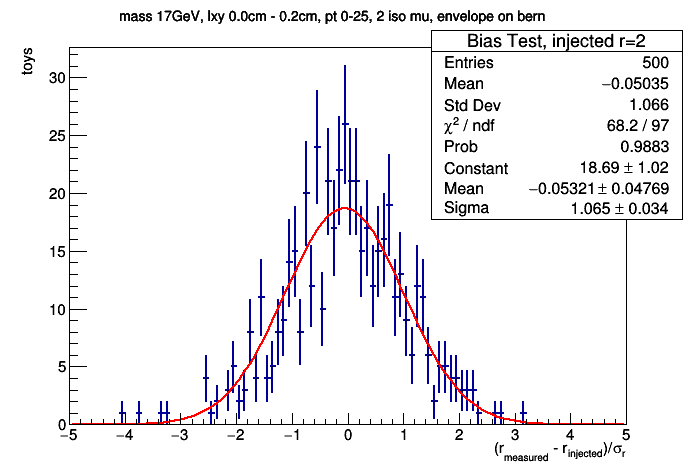 mass 17GeV, lxy 0.0cm - 0.2cm, pt 0-25, 2 iso mu, envelope on bern
Bias Test, injected r=2
Entries 500
Mean −0.05035
Std Dev 1.066
χ² / ndf 68.2 / 97
Prob 0.9883
Constant 18.69 ± 1.02
Mean −0.05321 ± 0.04769
Sigma 1.065 ± 0.034
toys
30
25
20
15
10
5
0
−5 −4 −3 −2 −1 0 1 2 3 4 5
(r_measured - r_injected)/σ_r